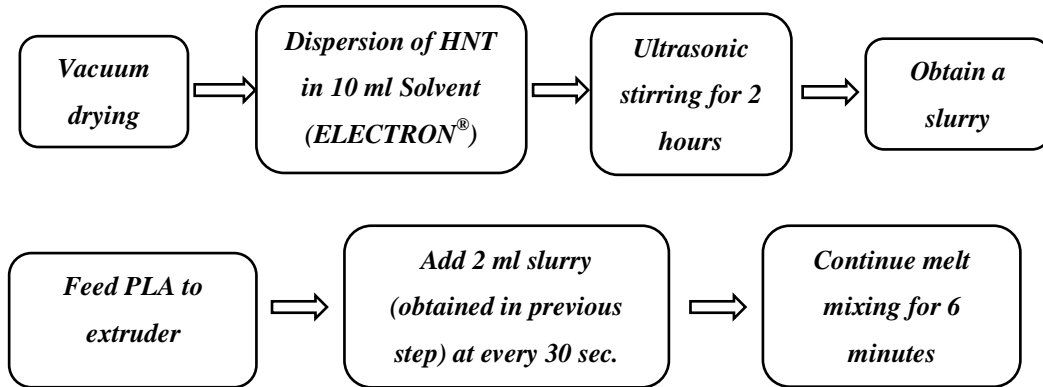 Vacuum
drying
Dispersion of HNT
in 10 ml Solvent
(ELECTRON®)
Ultrasonic
stirring for 2
hours
Obtain a
slurry
Feed PLA to
extruder
Add 2 ml slurry
(obtained in previous
step) at every 30 sec.
Continue melt
mixing for 6
minutes